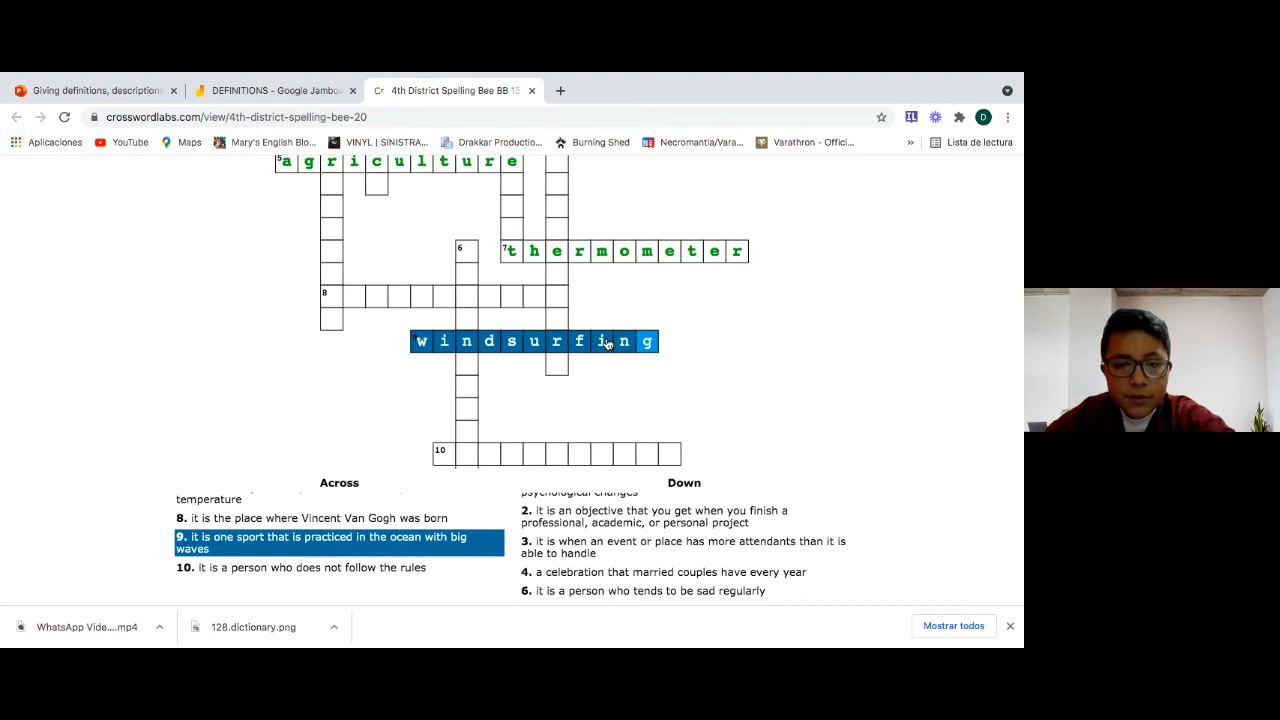 Giving definitions, descriptions
DEFINITIONS - Google Jamboa
Cr 4th District Spelling Bee BB 15
crosswordlabs.com/view/4th-district-spelling-bee-20
IL
D
Aplicaciones
YouTube
Maps
Mary's English Blo...
VINYL | SINISTRA...
Drakkar Productio...
Burning Shed
Necromantia/Vara...
Varathron - Offici...
»
Lista de lectura
5 a g r i c u l t u r e
6
7 t h e r m o m e t e r
8
w i n d s u r f i n g
10
Across
temperature
8. it is the place where Vincent Van Gogh was born
9. it is one sport that is practiced in the ocean with big
waves
10. it is a person who does not follow the rules
Down
psychological changes
2. it is an objective that you get when you finish a
professional, academic, or personal project
3. it is when an event or place has more attendants than it is
able to handle
4. a celebration that married couples have every year
6. it is a person who tends to be sad regularly
WhatsApp Vide....mp4
128.dictionary.png
Mostrar todos